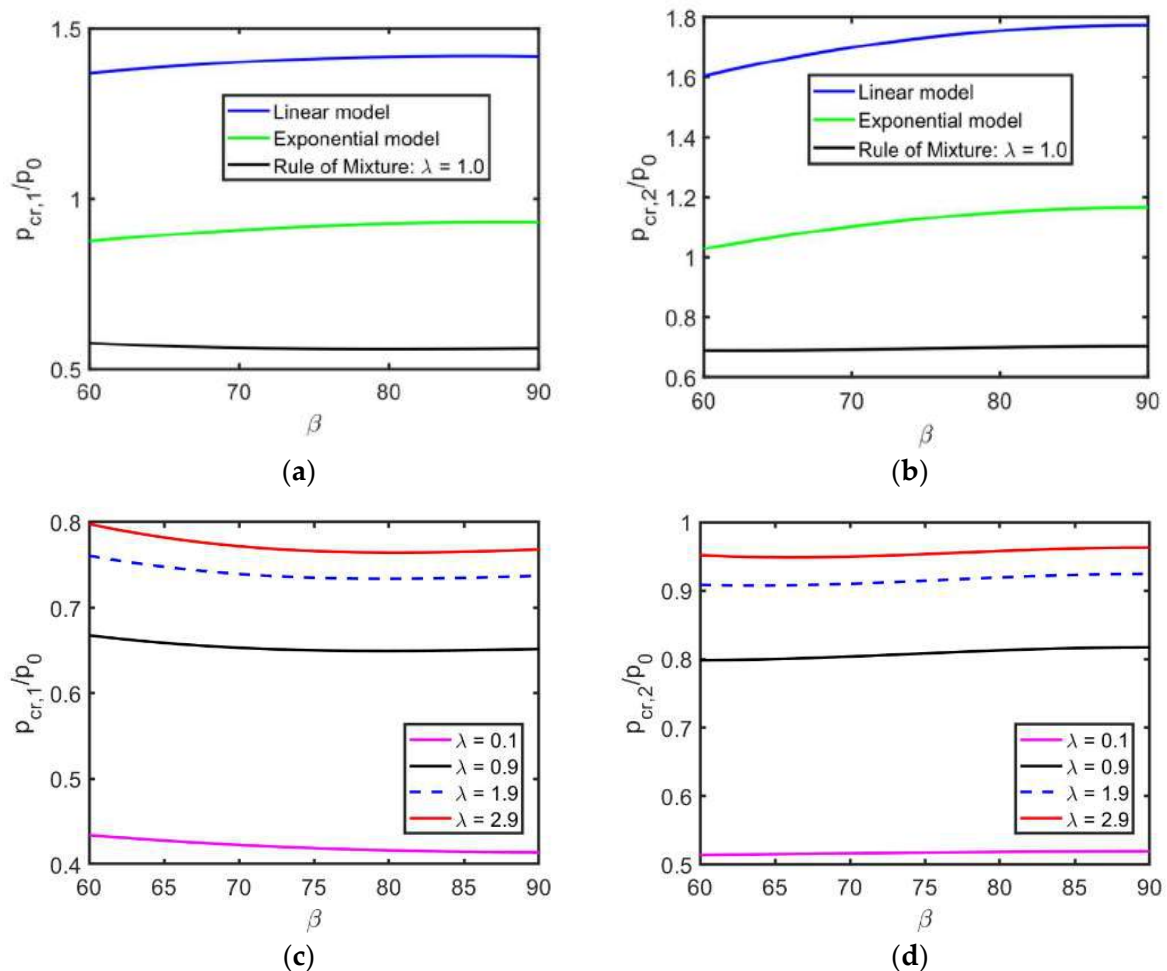 1.5
1
0.5
p_cr,1/p_0
Linear model
Exponential model
Rule of Mixture: λ = 1.0
60 70 80 90
β
(a)
1.8
1.6
1.4
1.2
1
0.8
0.6
p_cr,2/p_0
Linear model
Exponential model
Rule of Mixture: λ = 1.0
60 70 80 90
β
(b)
0.8
0.7
0.6
0.5
0.4
p_cr,1/p_0
λ = 0.1
λ = 0.9
λ = 1.9
λ = 2.9
60 65 70 75 80 85 90
β
(c)
1
0.9
0.8
0.7
0.6
0.5
p_cr,2/p_0
λ = 0.1
λ = 0.9
λ = 1.9
λ = 2.9
60 65 70 75 80 85 90
β
(d)